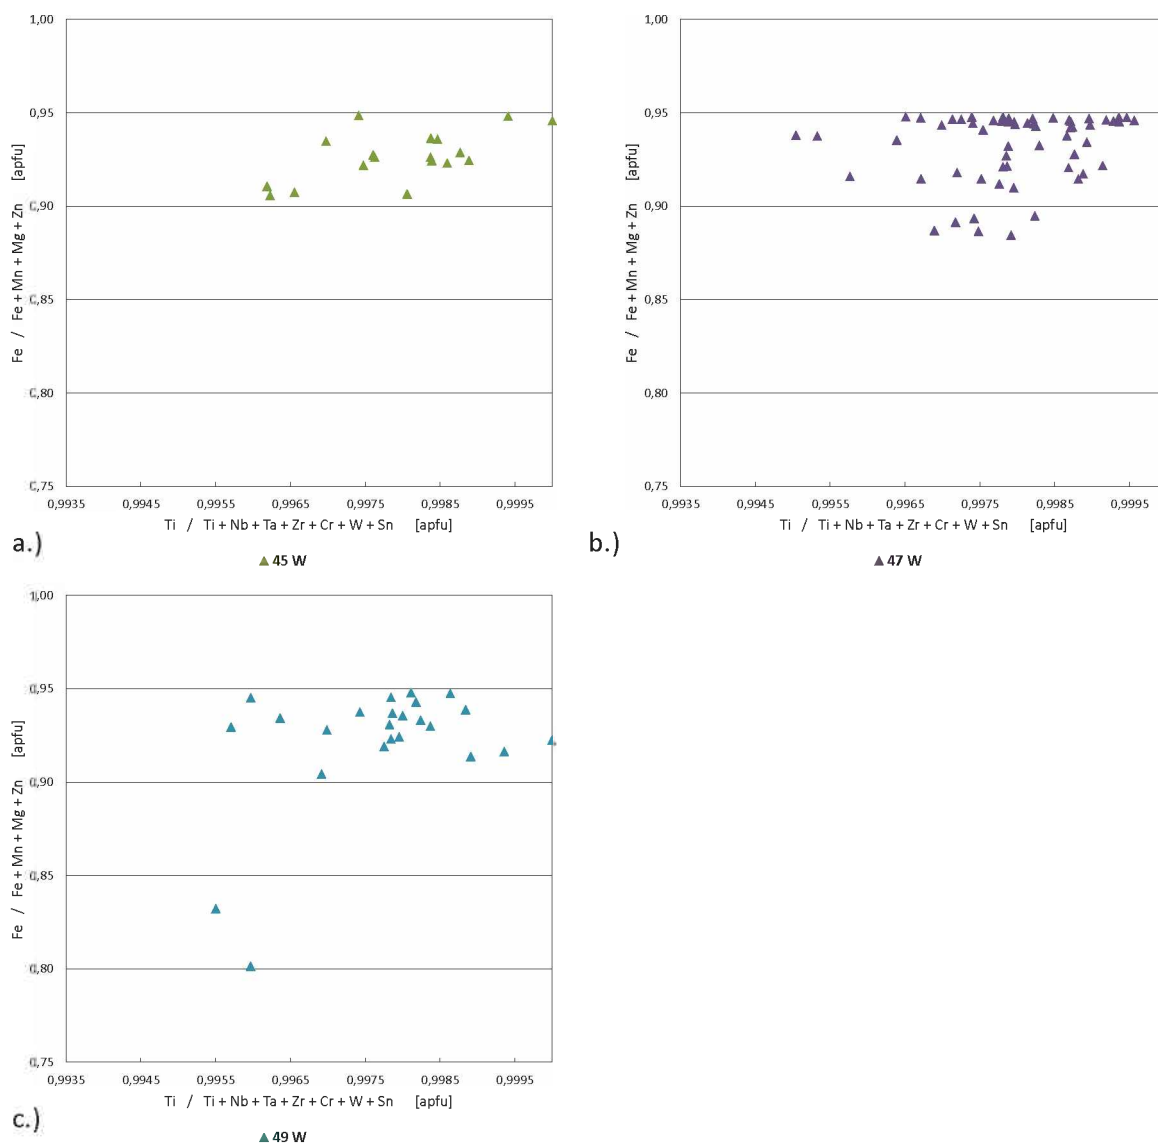 1,00
0,95
0,90
0,85
0,80
0,75
Fe / Fe + Mn + Mg + Zn [apfu]
0,9935 0,9945 0,9955 0,9965 0,9975 0,9985 0,9995
Ti / Ti + Nb + Ta + Zr + Cr + W + Sn [apfu]
a.)
45 W
1,00
0,95
0,90
0,85
0,80
0,75
Fe / Fe + Mn + Mg + Zn [apfu]
0,9935 0,9945 0,9955 0,9965 0,9975 0,9985 0,9995
Ti / Ti + Nb + Ta + Zr + Cr + W + Sn [apfu]
b.)
47 W
1,00
0,95
0,90
0,85
0,80
0,75
Fe / Fe + Mn + Mg + Zn [apfu]
0,9935 0,9945 0,9955 0,9965 0,9975 0,9985 0,9995
Ti / Ti + Nb + Ta + Zr + Cr + W + Sn [apfu]
c.)
49 W